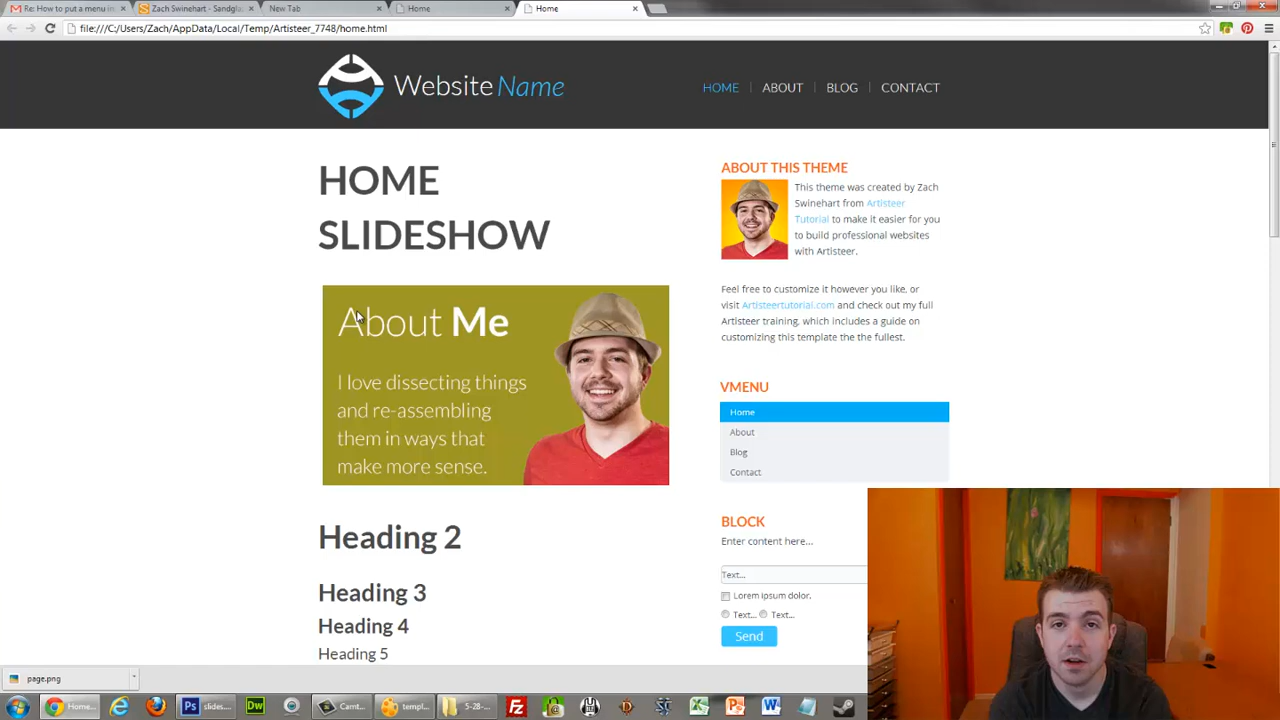 Re: How to put a menu in
Zach Swinehart - Sandgla
New Tab
Home
Home
file:///C:/Users/Zach/AppData/Local/Temp/Artisteer_7748/home.html
Website Name
HOME
ABOUT
BLOG
CONTACT
HOME
SLIDESHOW
About Me
I love dissecting things
and re-assembling
them in ways that
make more sense.
Heading 2
Heading 3
Heading 4
Heading 5
ABOUT THIS THEME
This theme was created by Zach
Swinehart from Artisteer
Tutorial to make it easier for you
to build professional websites
with Artisteer.
Feel free to customize it however you like, or
visit Artisteertutorial.com and check out my full
Artisteer training, which includes a guide on
customizing this template the the fullest.
VMENU
Home
About
Blog
Contact
BLOCK
Enter content here...
Text...
Lorem ipsum dolor.
Text... Text...
Send
page.png
Home...
Ps
slides...
Dw
Camt...
templ...
5-28-...